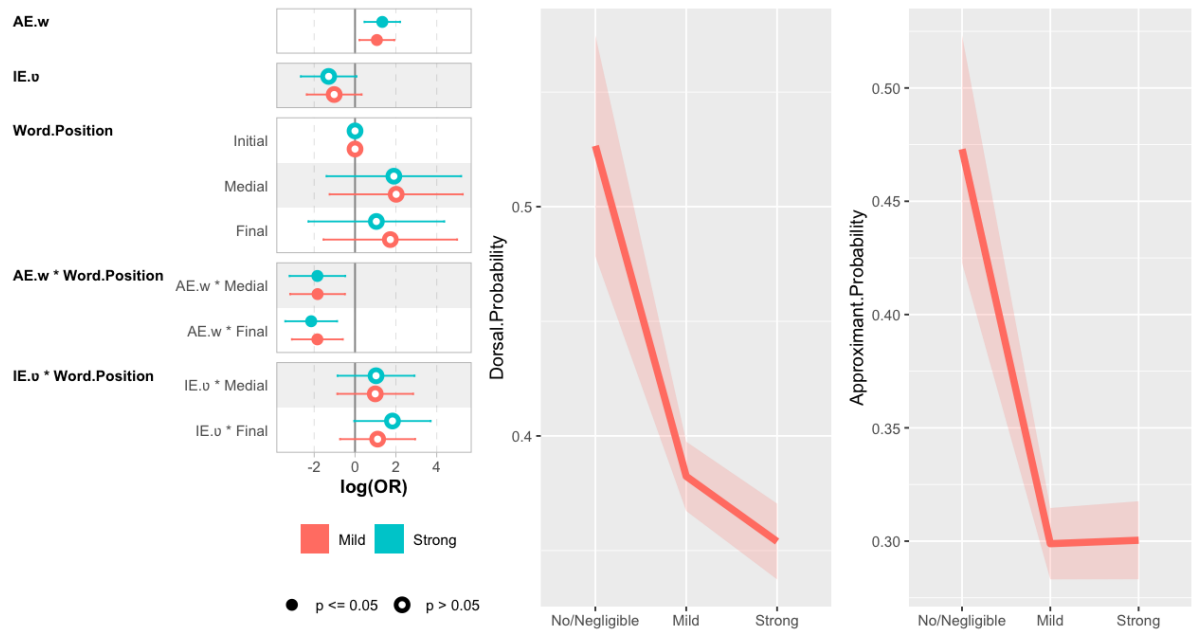 AE.w
IE.ʋ
Word.Position
Initial
Medial
Final
AE.w * Word.Position
AE.w * Medial
AE.w * Final
IE.ʋ * Word.Position
IE.ʋ * Medial
IE.ʋ * Final
-2 0 2 4
log(OR)
Mild Strong
p <= 0.05 p > 0.05
Dorsal.Probability
0.5
0.4
No/Negligible Mild Strong
Approximant.Probability
0.50
0.45
0.40
0.35
0.30
No/Negligible Mild Strong